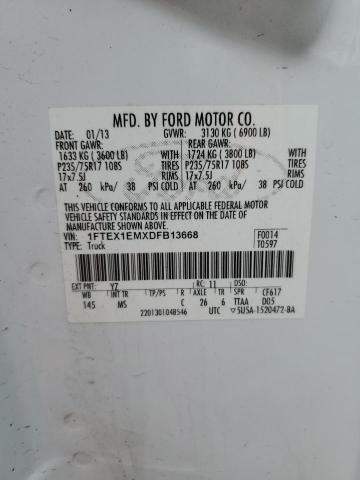 MFD. BY FORD MOTOR CO.
DATE: 01/13 GVWR: 3130 KG ( 6900 LB)
FRONT GAWR: REAR GAWR:
1633 KG ( 3600 LB) 1724 KG ( 3800 LB)
P235/75R17 108S TIRES P235/75R17 108S TIRES
17x7.5J RIMS 17x7.5J RIMS
AT 260 kPa/ 38 PSI COLD AT 260 kPa/ 38 PSI COLD
THIS VEHICLE CONFORMS TO ALL APPLICABLE FEDERAL MOTOR
VEHICLE SAFETY AND THEFT PREVENTION STANDARDS IN EFFECT ON THE DATE OF
MANUFACTURE SHOWN ABOVE.
VIN: 1FTEX1EMXDFB13668 F0014
TYPE: Truck T0597
EXT PNT: YZ RC: 11 CF617
WB INT TR TP/PS R AXLE TR SPR D05
145 MS C 26 6 TTAA
2201301048546 UTC 5U5A-1520472-BA